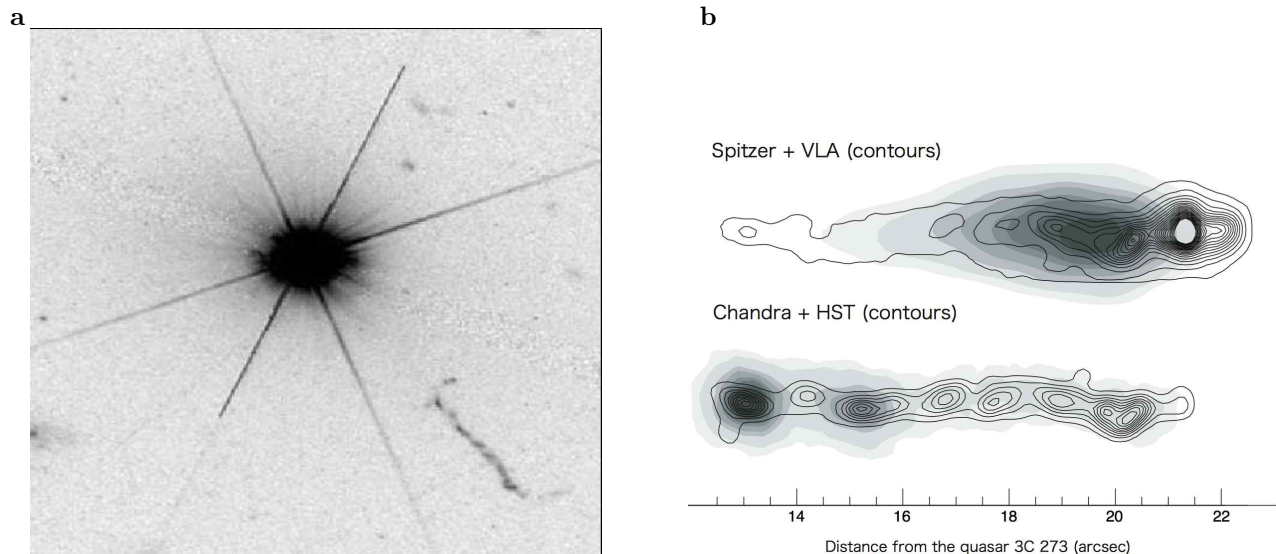 a
b
Spitzer + VLA (contours)
Chandra + HST (contours)
14 16 18 20 22
Distance from the quasar 3C 273 (arcsec)